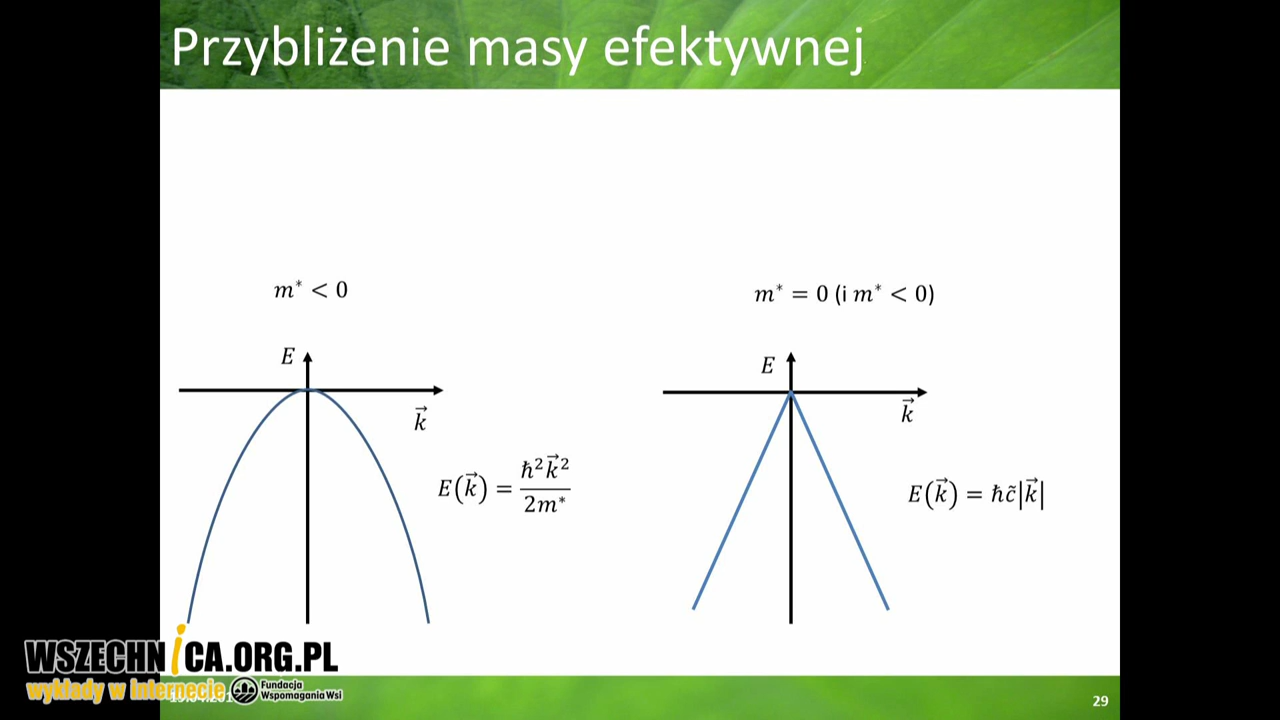 Przybliżenie masy efektywnej
m* < 0
m* = 0 (i m* < 0)
E
k⃗
E(k⃗) = ħ²k⃗²/2m*
E
k⃗
E(k⃗) = ħc̃|k⃗|
WSZECHNiCA.ORG.PL
wykłady w internecie
Fundacja
Wspomagania Wsi
29